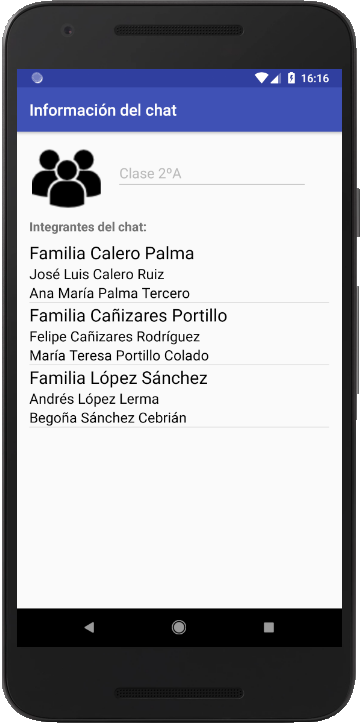 16:16
Información del chat
Clase 2ºA
Integrantes del chat:
Familia Calero Palma
José Luis Calero Ruiz
Ana María Palma Tercero
Familia Cañizares Portillo
Felipe Cañizares Rodríguez
María Teresa Portillo Colado
Familia López Sánchez
Andrés López Lerma
Begoña Sánchez Cebrián